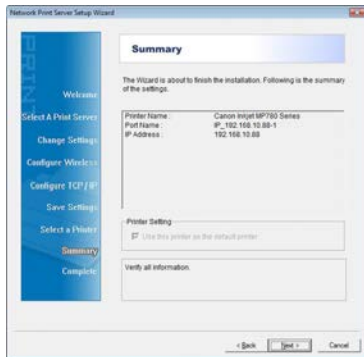 Network Print Server Setup Wizard
PRINT
Summary
The Wizard is about to finish the installation. Following is the summary
of the settings.
Welcome
Select A Print Server
Change Settings
Configure Wireless
Configure TCP / IP
Save Settings
Select a Printer
Summary
Complete
Printer Name : Canon Inkjet MP780 Series
Port Name : IP_192.168.10.88-1
IP Address : 192.168.10.88
Printer Setting
Use this printer as the default printer
Verify all information.
< Back
Next >
Cancel